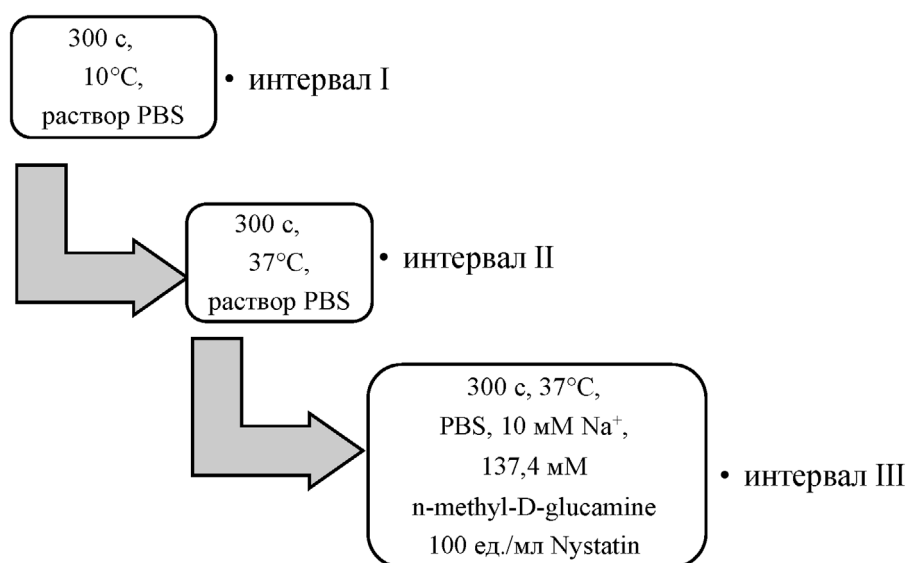 300 с,
10°C,
раствор PBS
• интервал I
300 с,
37°C,
раствор PBS
• интервал II
300 с, 37°C,
PBS, 10 мМ Na⁺,
137,4 мМ
n-methyl-D-glucamine
100 ед./мл Nystatin
• интервал III